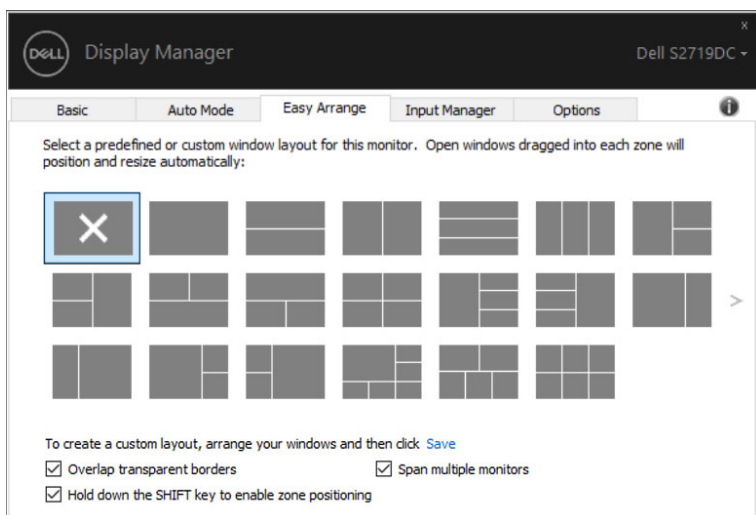 x
DELL Display Manager
Dell S2719DC
Basic Auto Mode Easy Arrange Input Manager Options
Select a predefined or custom window layout for this monitor. Open windows dragged into each zone will
position and resize automatically:
To create a custom layout, arrange your windows and then click Save
Overlap transparent borders
Span multiple monitors
Hold down the SHIFT key to enable zone positioning